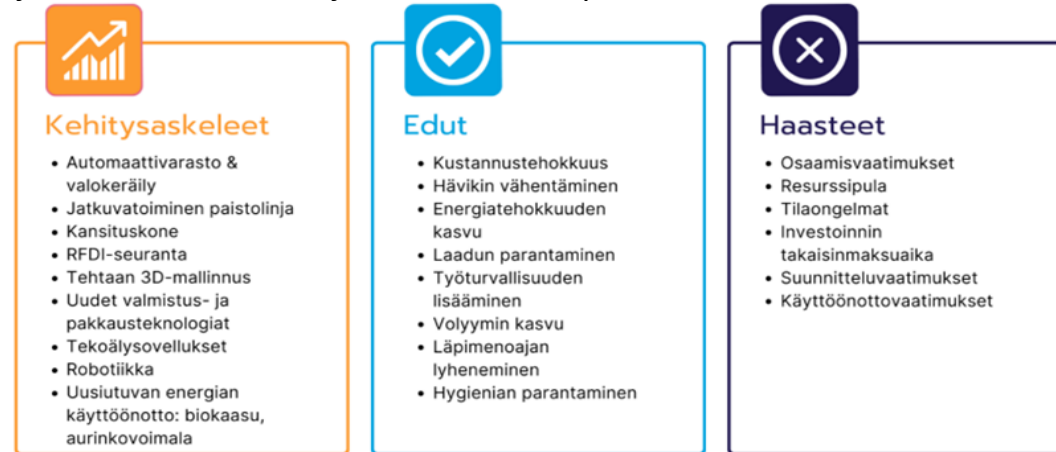 Kehitysaskeleet
• Automaattivarasto &
valokeräily
• Jatkuvatoiminen paistolinja
• Kansituskone
• RFDI-seuranta
• Tehtaan 3D-mallinnus
• Uudet valmistus- ja
pakkausteknologiat
• Tekoälysovellukset
• Robotiikka
• Uusiutuvan energian
käyttöönotto: biokaasu,
aurinkovoimala
Edut
• Kustannustehokkuus
• Hävikin vähentäminen
• Energiatehokkuuden
kasvu
• Laadun parantaminen
• Työturvallisuuden
lisääminen
• Volyymin kasvu
• Läpimenoajan
lyheneminen
• Hygienian parantaminen
Haasteet
• Osaamisvaatimukset
• Resurssipula
• Tilaongelmat
• Investoinnin
takaisinmaksuaika
• Suunnitteluvaatimukset
• Käyttöönottovaatimukset